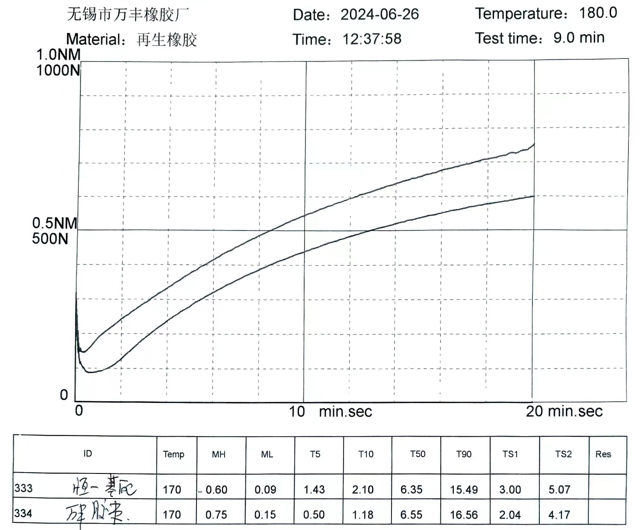 无锡市万丰橡胶厂 Date: 2024-06-26 Temperature: 180.0
Material: 再生橡胶 Time: 12:37:58 Test time: 9.0 min
1.0NM
1000N
0.5NM
500N
0
0 10 min.sec 20 min.sec
ID Temp MH ML T5 T10 T50 T90 TS1 TS2 Res
333 170 0.60 0.09 1.43 2.10 6.35 15.49 3.00 5.07
334 170 0.75 0.15 0.50 1.18 6.55 16.56 2.04 4.17